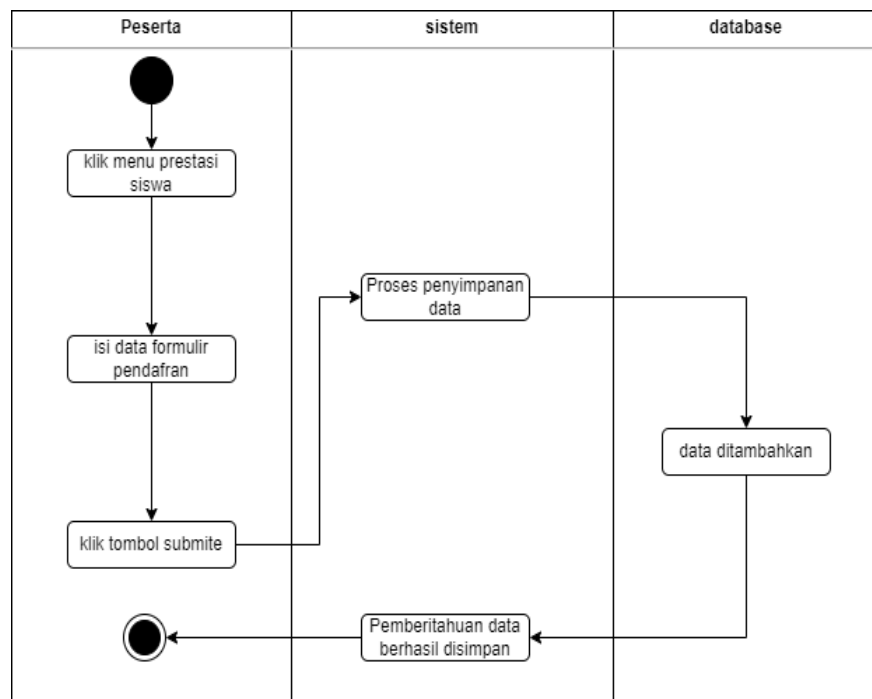 Peserta
sistem
database
klik menu prestasi
siswa
Proses penyimpanan
data
isi data formulir
pendafran
data ditambahkan
klik tombol submite
Pemberitahuan data
berhasil disimpan